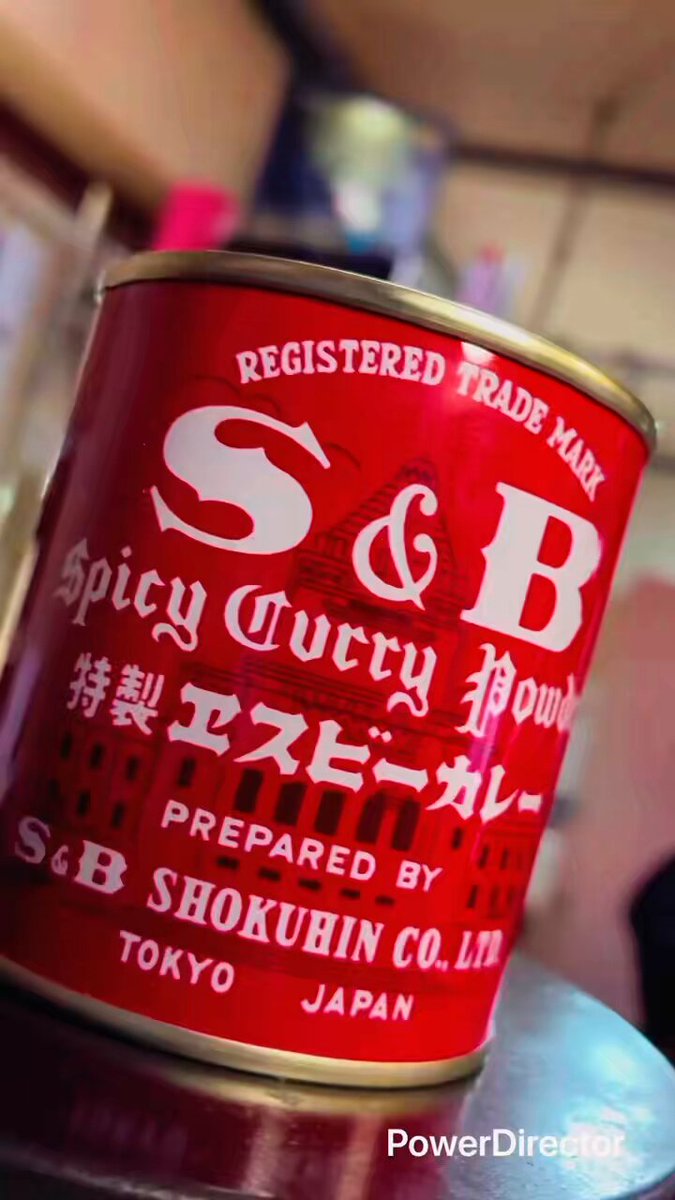 REGISTERED TRADE MARK
S & B
Spicy Curry
特製ヱスビーカレー
PREPARED BY
S&B SHOKUHIN CO., LTD.
TOKYO JAPAN
PowerDirector